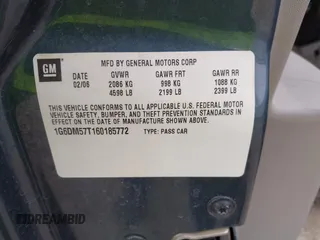 GM
MFD BY GENERAL MOTORS CORP
DATE GVWR GAWR FRT GAWR RR
02/06 2086 KG 998 KG 1088 KG
4598 LB 2199 LB 2399 LB
THIS VEHICLE CONFORMS TO ALL APPLICABLE U.S. FEDERAL MOTOR
VEHICLE SAFETY, BUMPER, AND THEFT PREVENTION STANDARDS IN
EFFECT ON THE DATE OF MANUFACTURE SHOWN ABOVE.
1G6DM57T160185772 TYPE: PASS CAR
DREAMBID